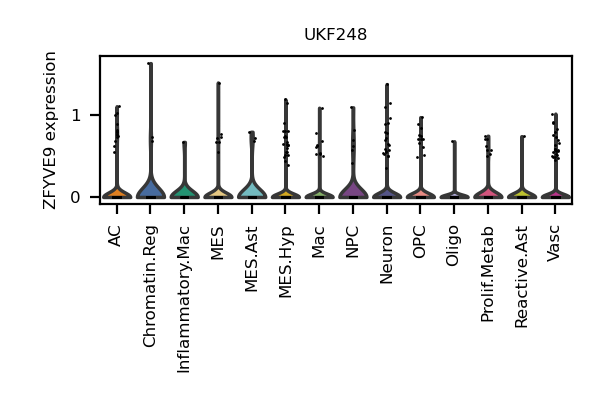 UKF248
ZFYVE9 expression
1
0
AC
Chromatin.Reg
Inflammatory.Mac
MES
MES.Ast
MES.Hyp
Mac
NPC
Neuron
OPC
Oligo
Prolif.Metab
Reactive.Ast
Vasc